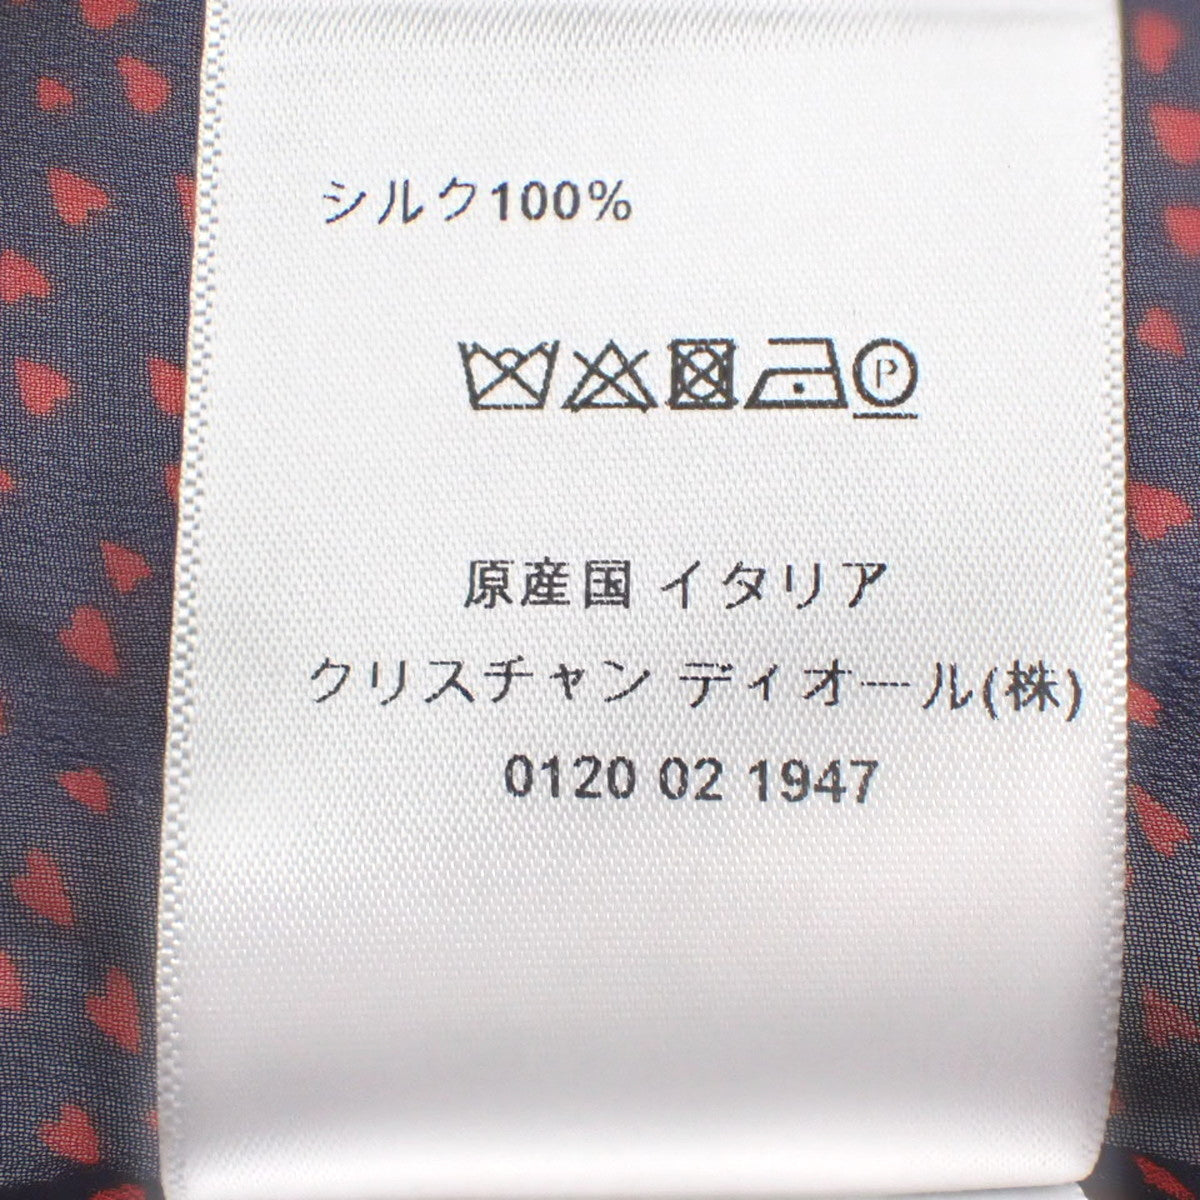 シルク100%
P
原産国 イタリア
クリスチャン ディオール(株)
0120 02 1947